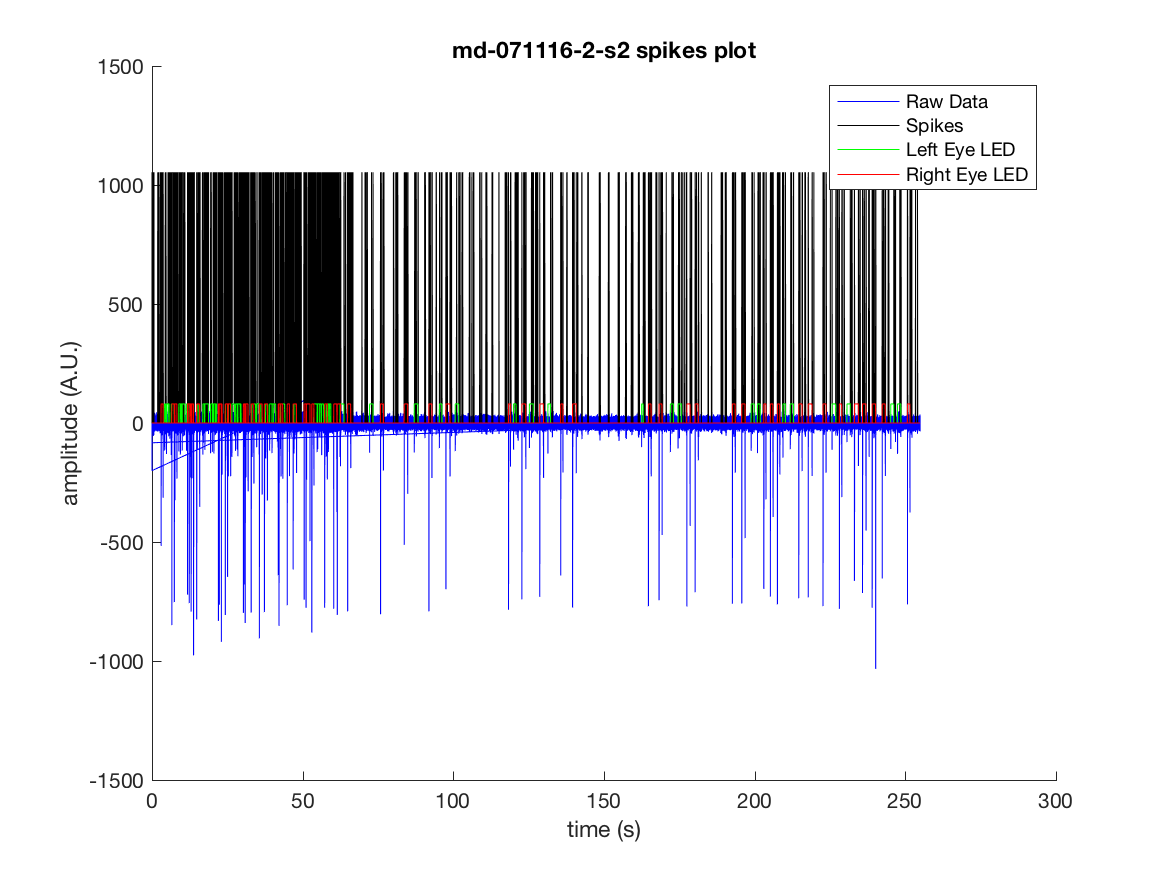 md-071116-2-s2 spikes plot
1500
1000
500
0
-500
-1000
-1500
amplitude (A.U.)
Raw Data
Spikes
Left Eye LED
Right Eye LED
0 50 100 150 200 250 300
time (s)